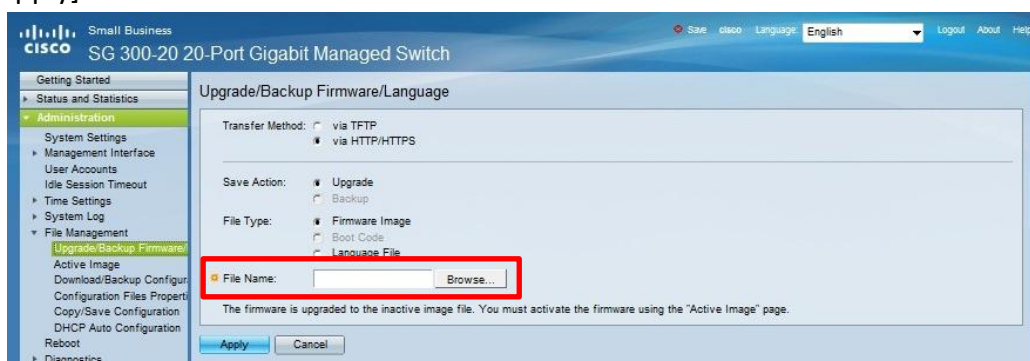 Apply]
Small Business
CISCO SG 300-20 20-Port Gigabit Managed Switch
Save cisco Language: English Logout About Help
Getting Started
Status and Statistics
Administration
System Settings
Management Interface
User Accounts
Idle Session Timeout
Time Settings
System Log
File Management
Upgrade/Backup Firmware/
Active Image
Download/Backup Configur
Configuration Files Properti
Copy/Save Configuration
DHCP Auto Configuration
Reboot
Diagnostics
Upgrade/Backup Firmware/Language
Transfer Method: via TFTP
via HTTP/HTTPS
Save Action: Upgrade
Backup
File Type: Firmware Image
Boot Code
Language File
File Name: Browse...
The firmware is upgraded to the inactive image file. You must activate the firmware using the "Active Image" page.
Apply Cancel